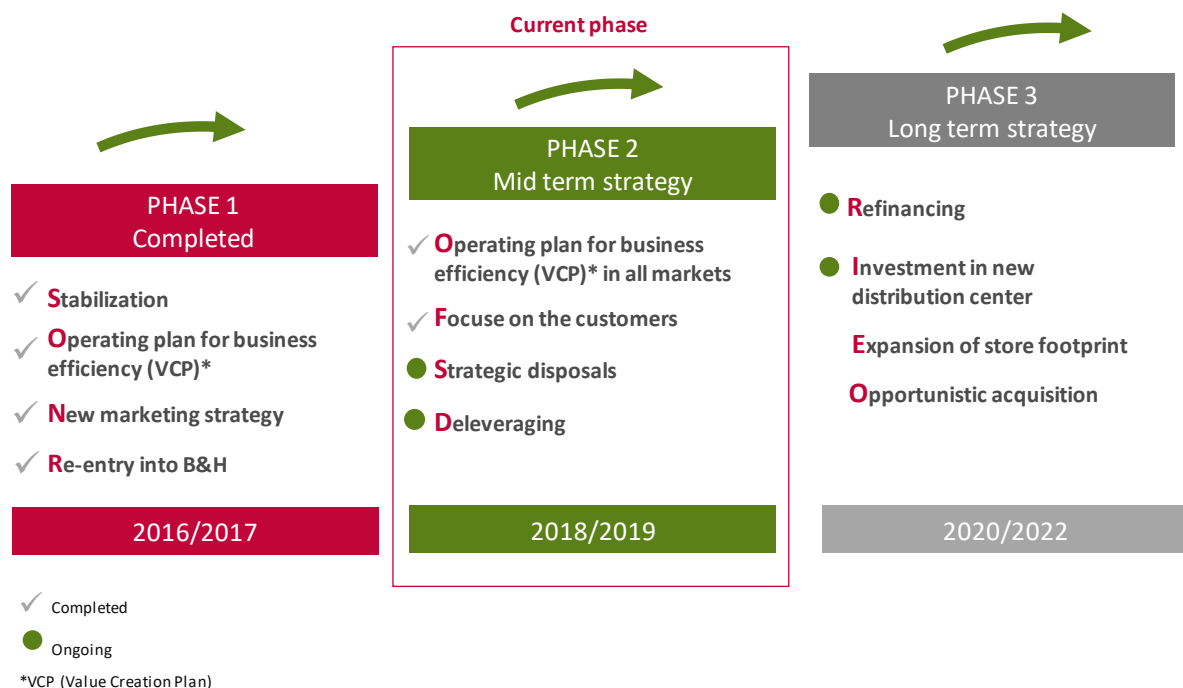 Current phase
PHASE 1
Completed
✓ Stabilization
✓ Operating plan for business
efficiency (VCP)*
✓ New marketing strategy
✓ Re-entry into B&H
2016/2017
PHASE 2
Mid term strategy
✓ Operating plan for business
efficiency (VCP)* in all markets
✓ Focuse on the customers
● Strategic disposals
● Deleveraging
2018/2019
PHASE 3
Long term strategy
● Refinancing
● Investment in new
distribution center
Expansion of store footprint
Opportunistic acquisition
2020/2022
✓ Completed
● Ongoing
*VCP (Value Creation Plan)